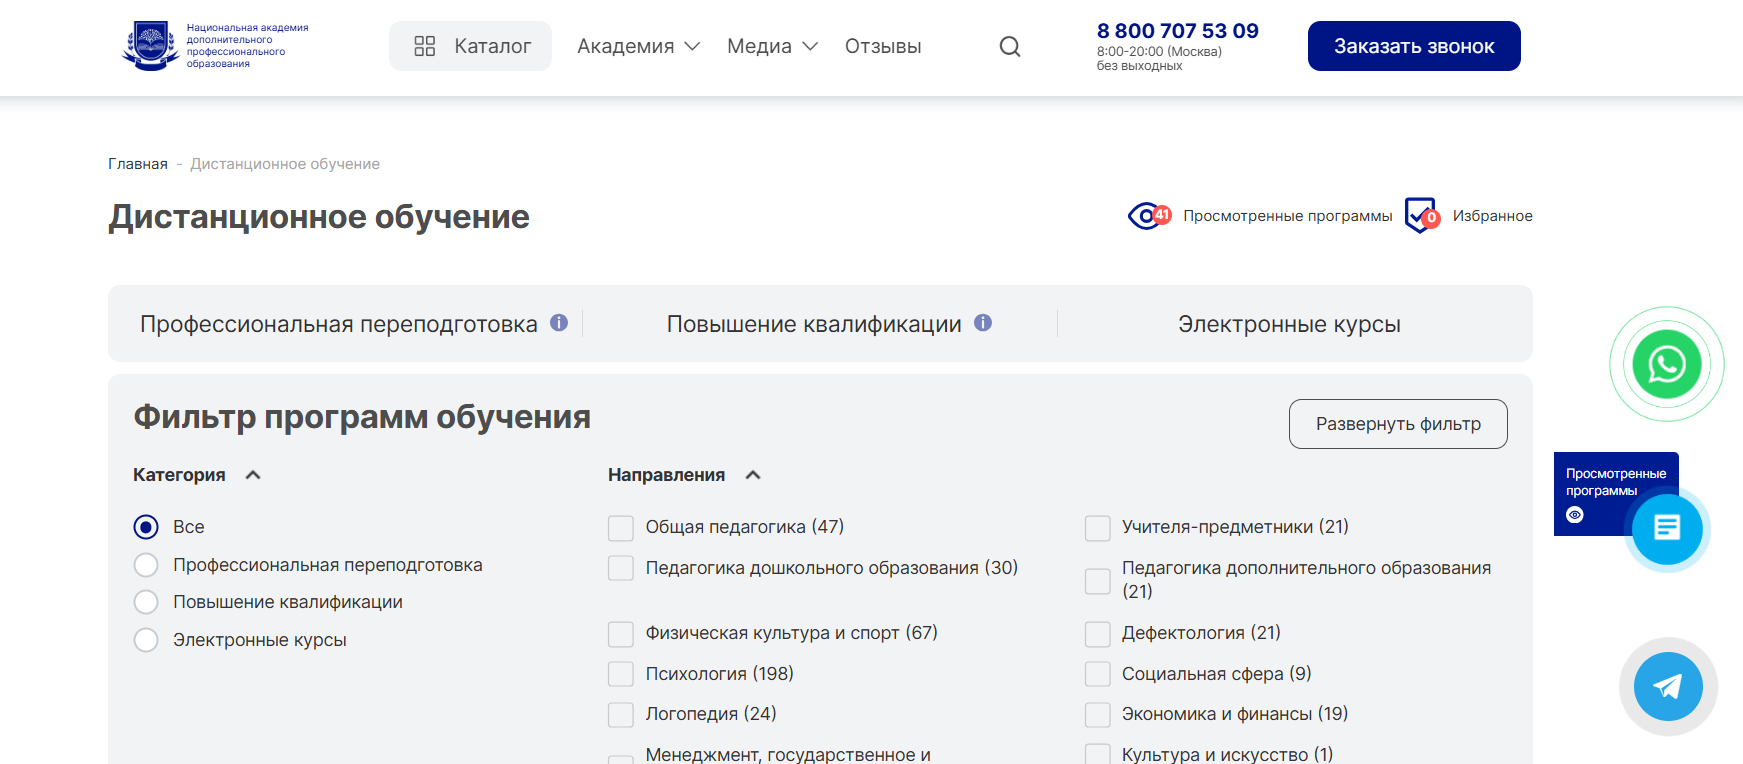 Национальная академия
дополнительного
профессионального
образования
Каталог
Академия
Медиа
Отзывы
8 800 707 53 09
8:00-20:00 (Москва)
без выходных
Заказать звонок
Главная - Дистанционное обучение
Дистанционное обучение
41
Просмотренные программы
0
Избранное
Профессиональная переподготовка i
Повышение квалификации i
Электронные курсы
Фильтр программ обучения
Развернуть фильтр
Категория
Все
Профессиональная переподготовка
Повышение квалификации
Электронные курсы
Направления
Общая педагогика (47)
Учителя-предметники (21)
Педагогика дошкольного образования (30)
Педагогика дополнительного образования
(21)
Физическая культура и спорт (67)
Дефектология (21)
Психология (198)
Социальная сфера (9)
Логопедия (24)
Экономика и финансы (19)
Менеджмент, государственное и
Культура и искусство (1)
Просмотренные
программы